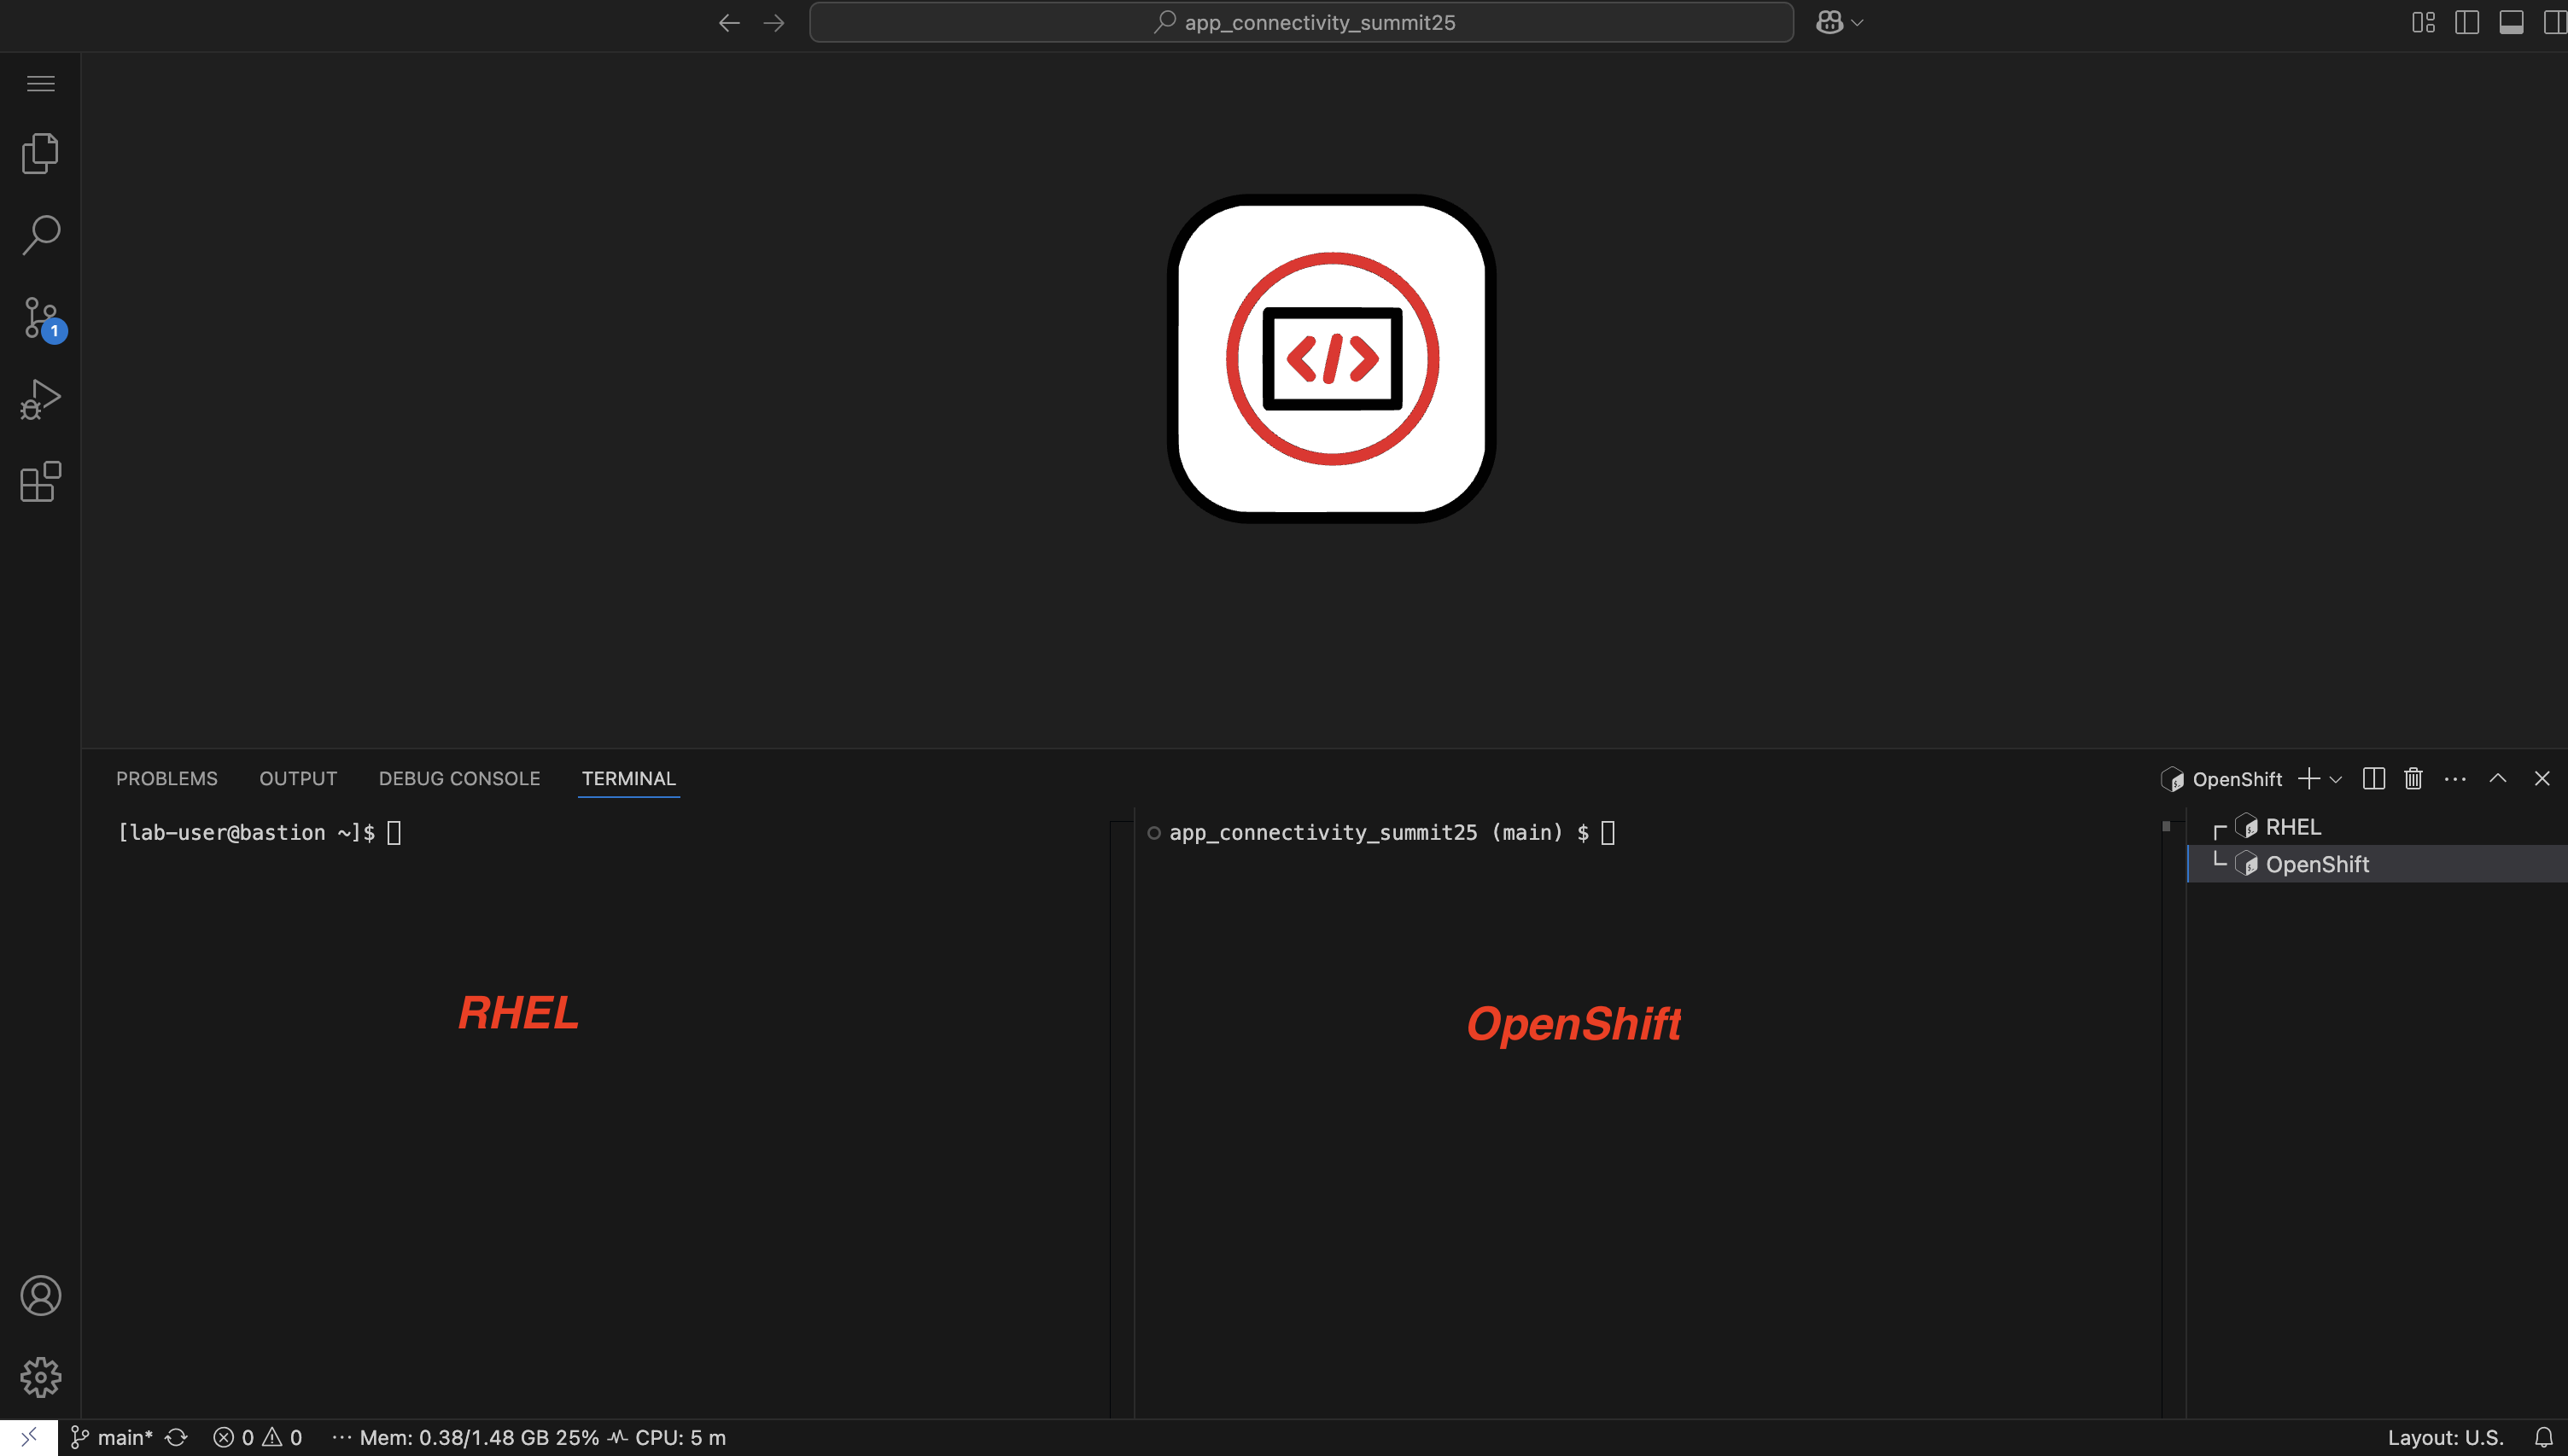 app_connectivity_summit25
1
</>
PROBLEMS OUTPUT DEBUG CONSOLE TERMINAL
OpenShift
[lab-user@bastion ~]$
app_connectivity_summit25 (main) $
RHEL
OpenShift
RHEL
OpenShift
main* 0 0 ··· Mem: 0.38/1.48 GB 25% CPU: 5 m
Layout: U.S.